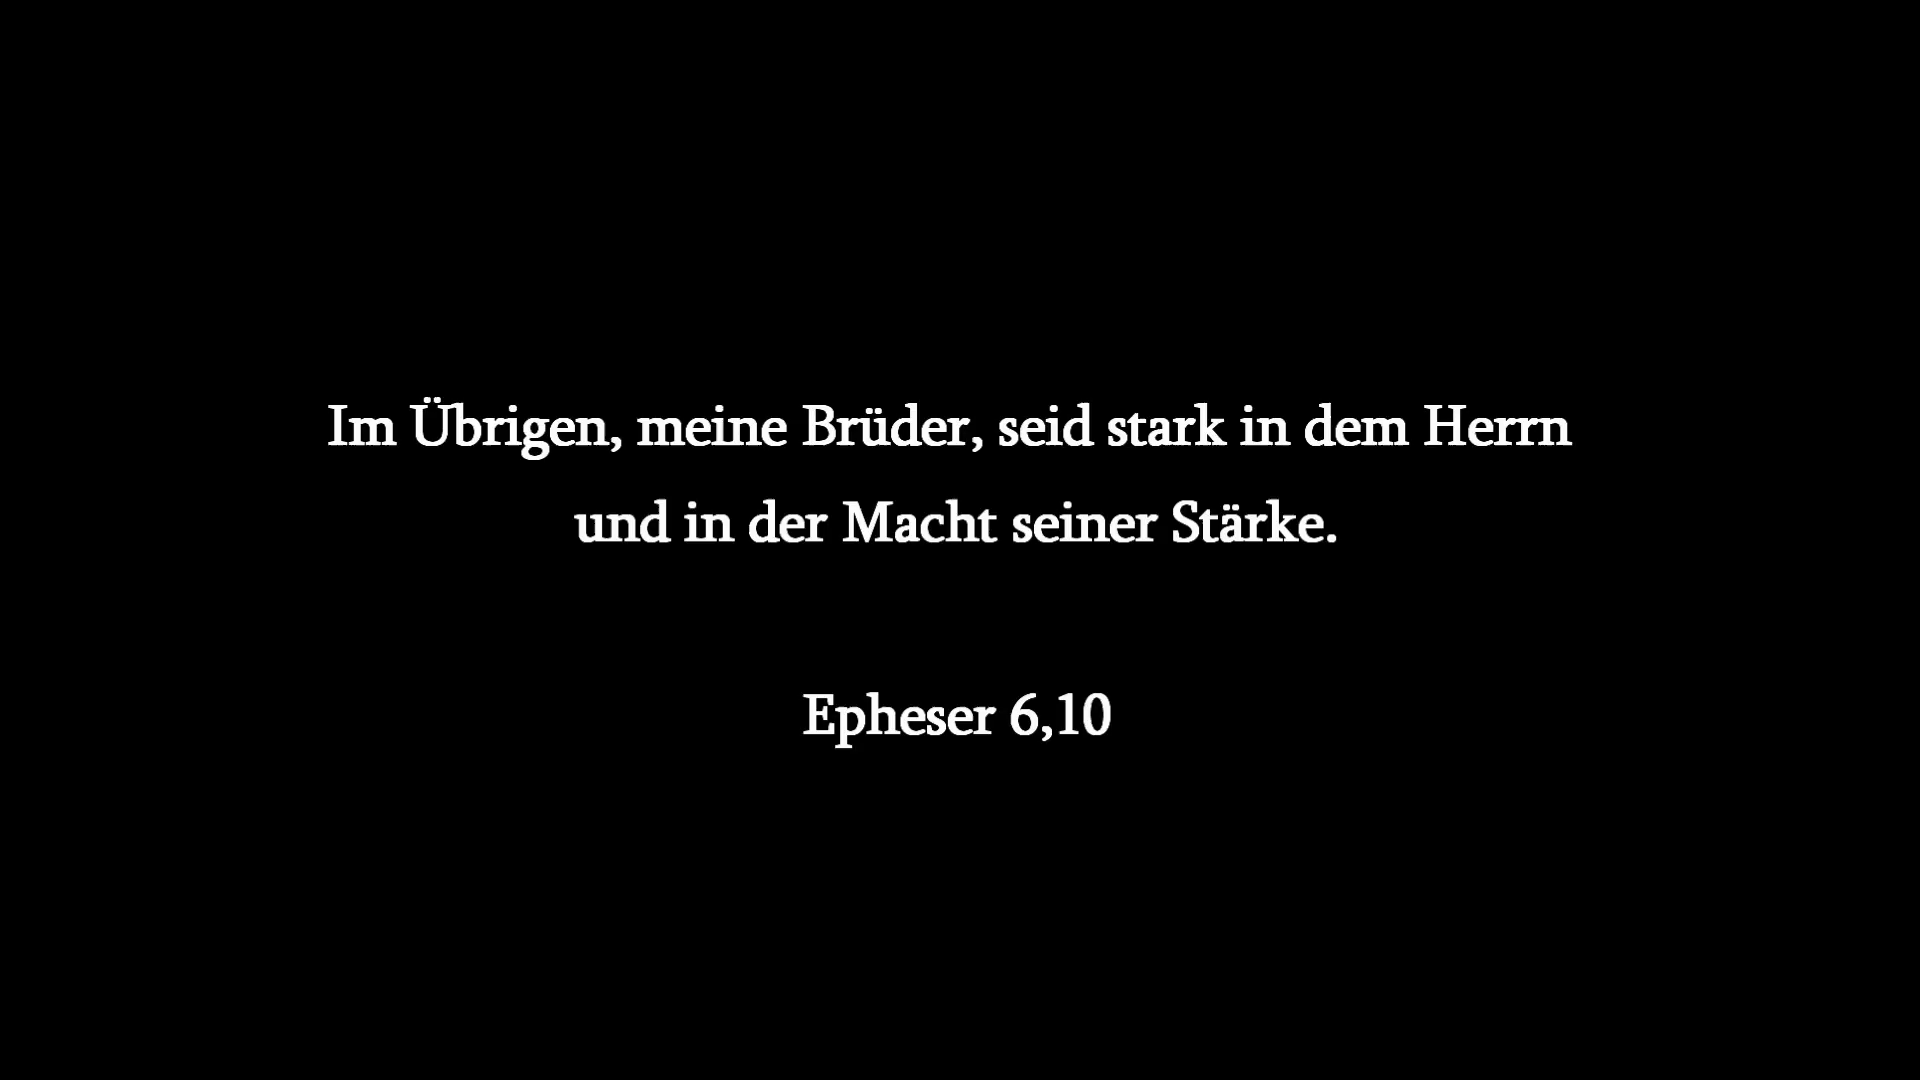 Im Übrigen, meine Brüder, seid stark in dem Herrn
und in der Macht seiner Stärke.
Epheser 6,10